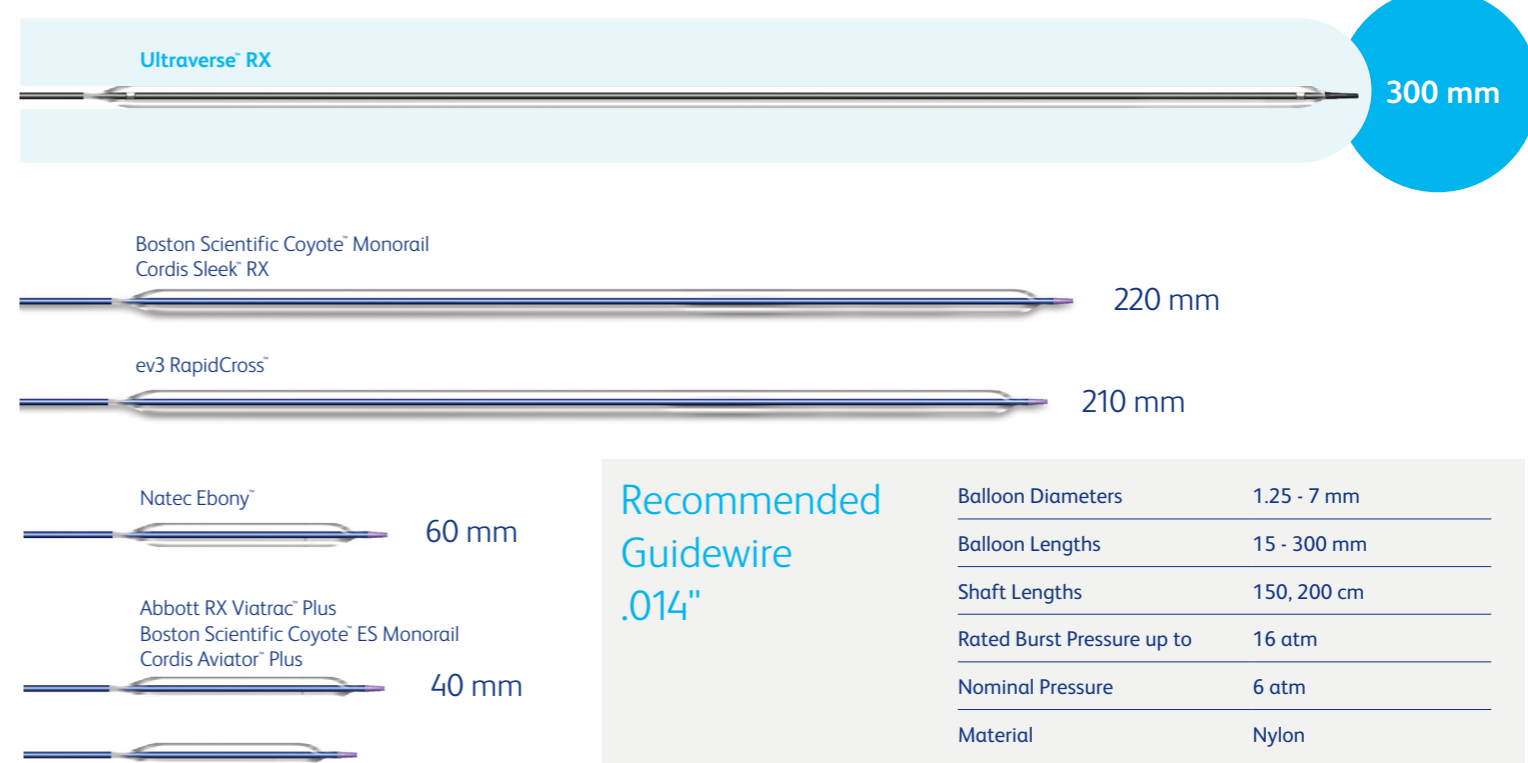 Ultraverse™ RX
300 mm
Boston Scientific Coyote™ Monorail
Cordis Sleek™ RX
220 mm
ev3 RapidCross™
210 mm
Natec Ebony™
60 mm
Abbott RX Viatrac™ Plus
Boston Scientific Coyote™ ES Monorail
Cordis Aviator™ Plus
40 mm
Recommended
Guidewire
.014"
Balloon Diameters 1.25 - 7 mm
Balloon Lengths 15 - 300 mm
Shaft Lengths 150, 200 cm
Rated Burst Pressure up to 16 atm
Nominal Pressure 6 atm
Material Nylon